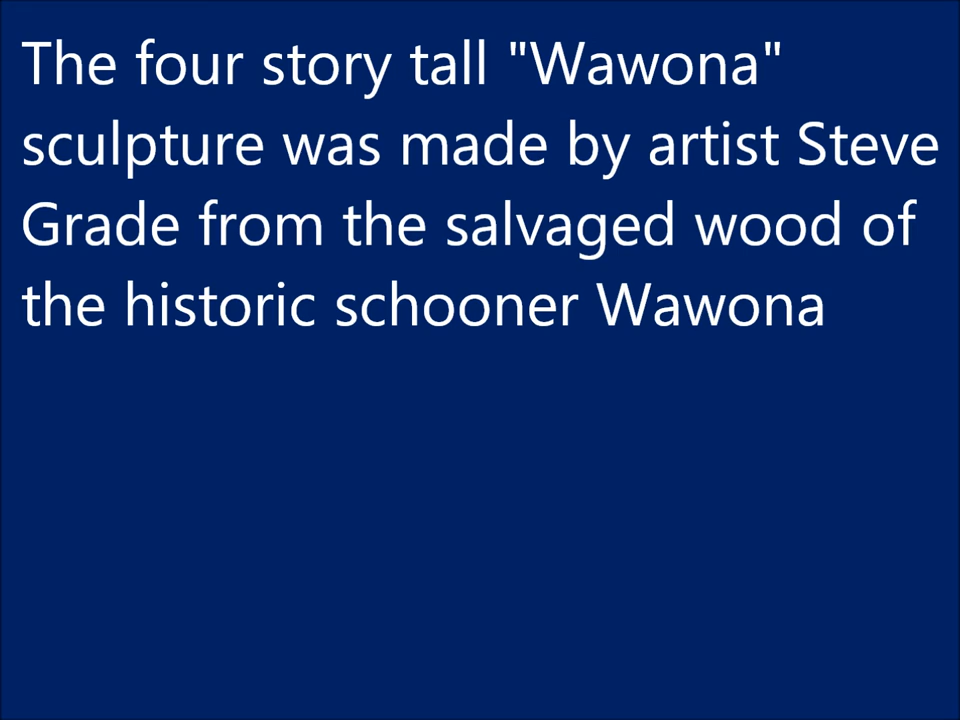 The four story tall "Wawona"
sculpture was made by artist Steve
Grade from the salvaged wood of
the historic schooner Wawona